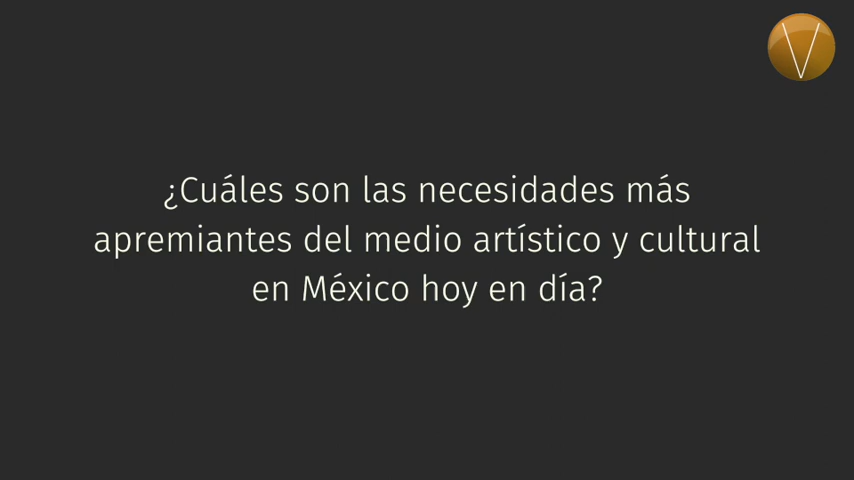 ¿Cuáles son las necesidades más
apremiantes del medio artístico y cultural
en México hoy en día?